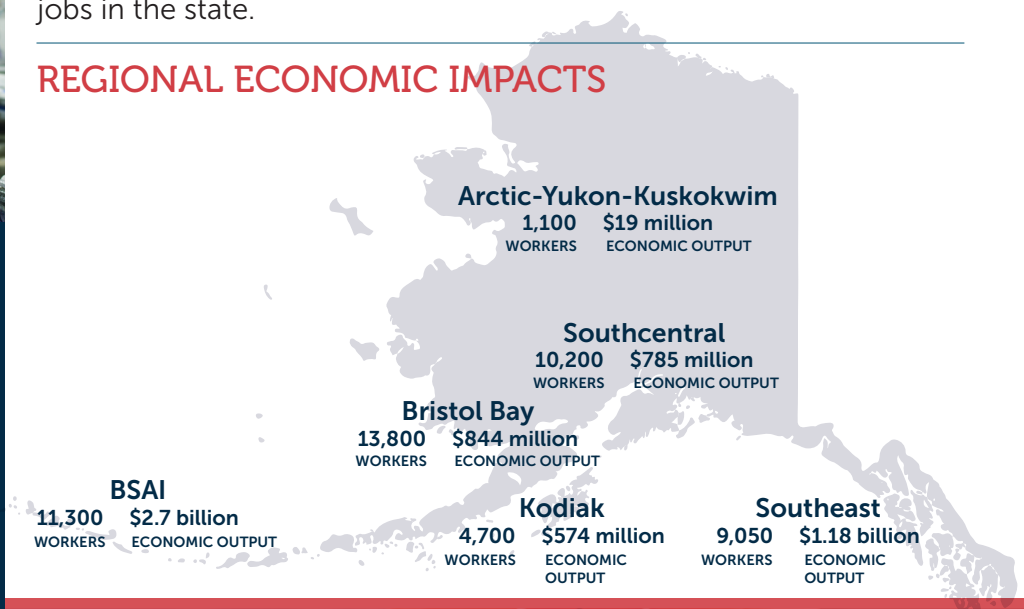 jobs in the state.
REGIONAL ECONOMIC IMPACTS
Arctic-Yukon-Kuskokwim
1,100 $19 million
WORKERS ECONOMIC OUTPUT
Southcentral
10,200 $785 million
WORKERS ECONOMIC OUTPUT
Bristol Bay
13,800 $844 million
WORKERS ECONOMIC OUTPUT
BSAI
11,300 $2.7 billion
WORKERS ECONOMIC OUTPUT
Kodiak
4,700 $574 million
WORKERS ECONOMIC
OUTPUT
Southeast
9,050 $1.18 billion
WORKERS ECONOMIC
OUTPUT